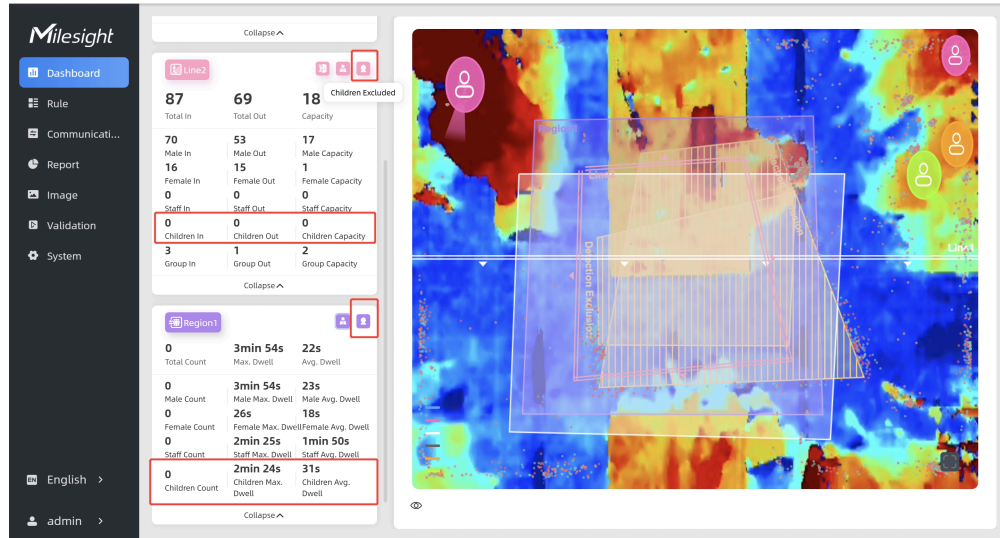 Milesight
Dashboard
Rule
Communicati...
Report
Image
Validation
System
EN English >
admin >
Collapse
Line2
Children Excluded
87 69 18
Total In Total Out Capacity
70 53 17
Male In Male Out Male Capacity
16 15 1
Female In Female Out Female Capacity
0 0 0
Staff In Staff Out Staff Capacity
0 0 0
Children In Children Out Children Capacity
3 1 2
Group In Group Out Group Capacity
Collapse
Region1
0 3min 54s 22s
Total Count Max. Dwell Avg. Dwell
0 3min 54s 23s
Male Count Male Max. Dwell Male Avg. Dwell
0 26s 18s
Female Count Female Max. Dwell Female Avg. Dwell
0 2min 25s 1min 50s
Staff Count Staff Max. Dwell Staff Avg. Dwell
0 2min 24s 31s
Children Count Children Max. Dwell Children Avg. Dwell
Collapse
Region1
Detection Exclusion
Line1